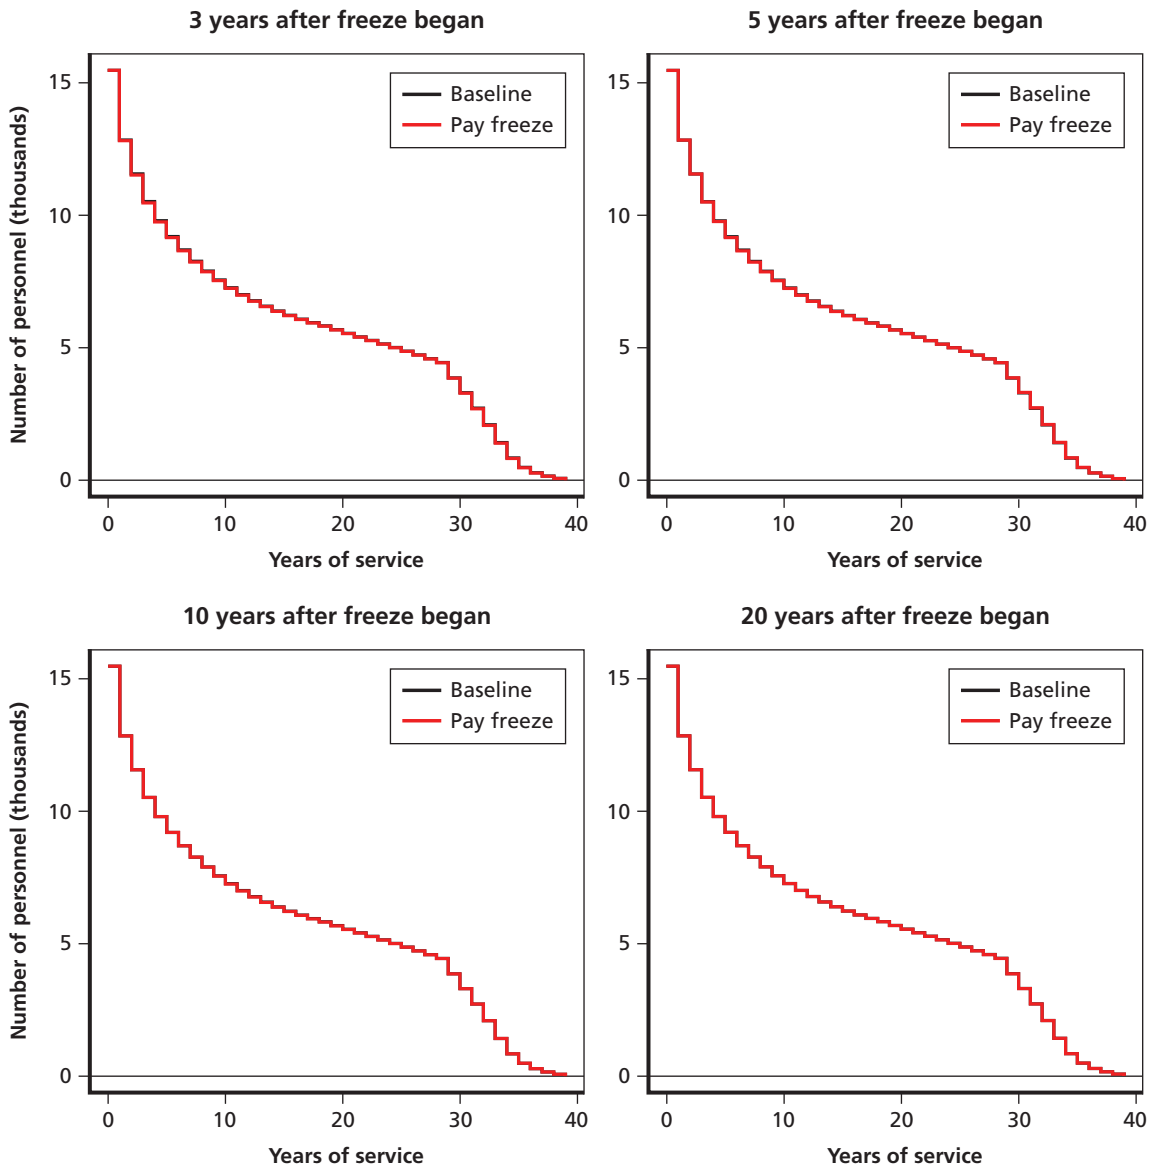 3 years after freeze began
Number of personnel (thousands)
15
10
5
0
Baseline
Pay freeze
0 10 20 30 40
Years of service
5 years after freeze began
15
10
5
0
Baseline
Pay freeze
0 10 20 30 40
Years of service
10 years after freeze began
Number of personnel (thousands)
15
10
5
0
Baseline
Pay freeze
0 10 20 30 40
Years of service
20 years after freeze began
15
10
5
0
Baseline
Pay freeze
0 10 20 30 40
Years of service